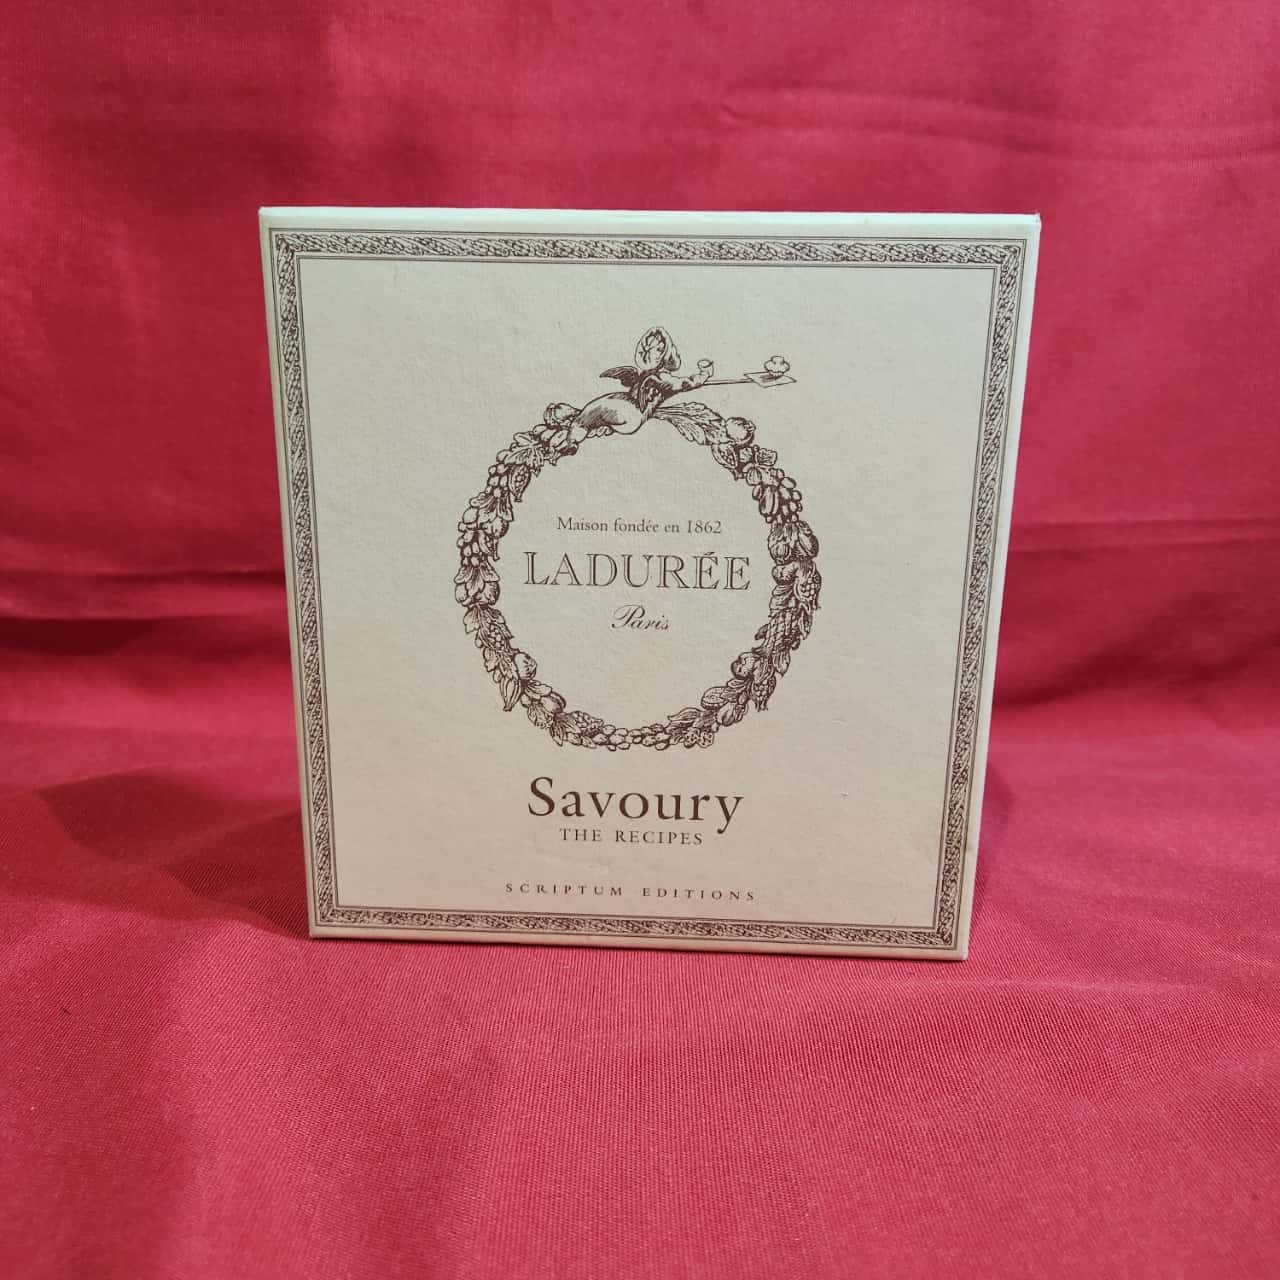 Maison fondée en 1862
LADURÉE
Paris
Savoury
THE RECIPES
SCRIPTUM EDITIONS